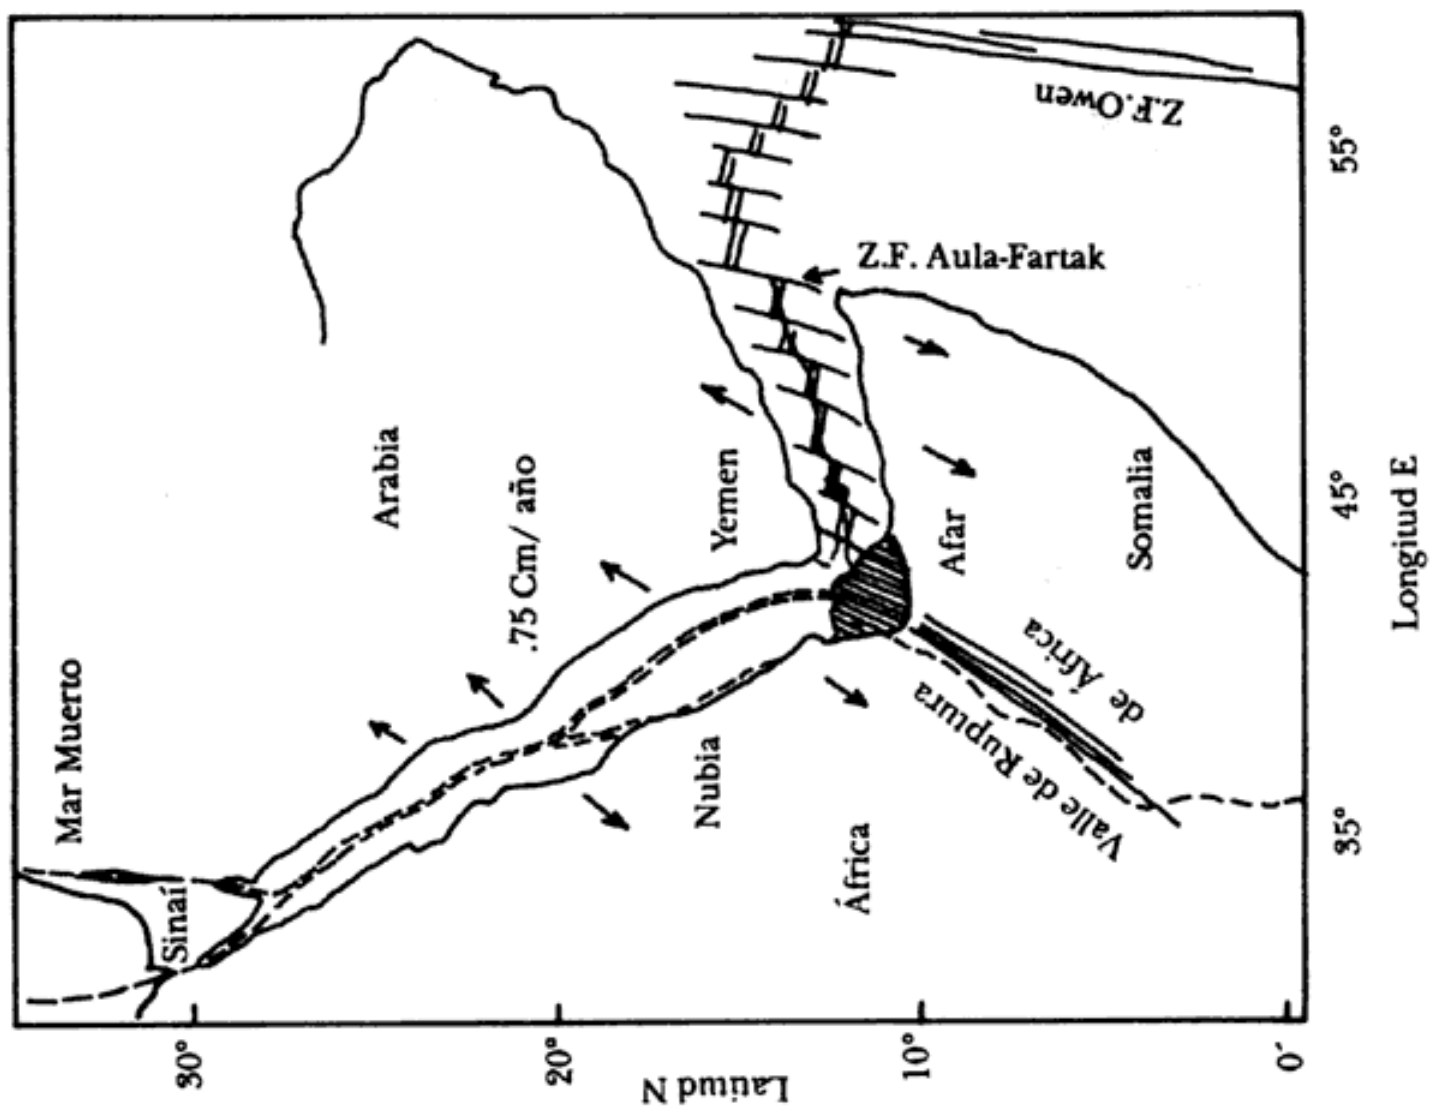 Mar Muerto
Sinaí
Arabia
.75 Cm/ año
Yemen
Nubia
África
Afar
Somalia
Valle de Ruptura
de África
Z.F. Aula-Fartak
Z.F.Owen
30°
20°
10°
0°
Latitud N
35°
45°
55°
Longitud E